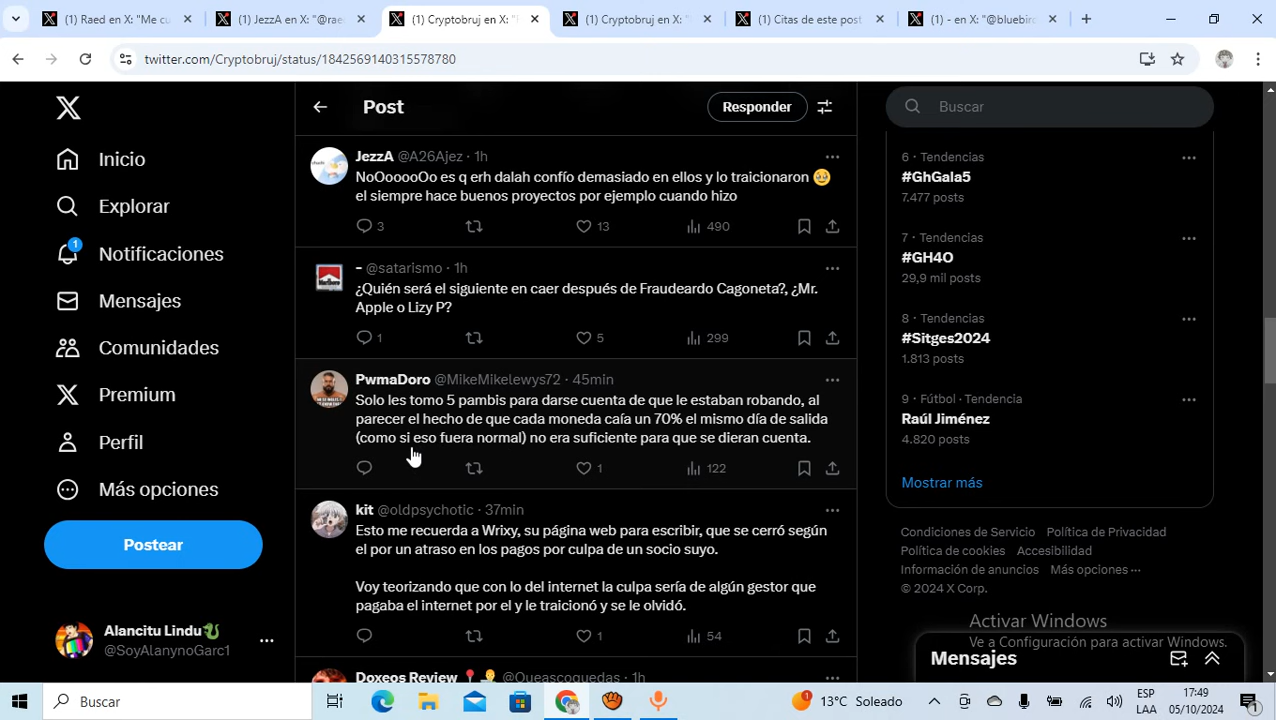 (1) Raed en X: "Me cu
(1) JezzA en X: "@rae
(1) Cryptobruj en X: "
(1) Cryptobruj en X: "
(1) Citas de este post
(1) - en X: "@bluebir
twitter.com/Cryptobruj/status/1842569140315578780
Inicio
Explorar
1
Notificaciones
Mensajes
Comunidades
Premium
Perfil
Más opciones
Postear
Alancitu Lindu
@SoyAlanynoGarc1
Post
Responder
JezzA @A26Ajez · 1h
NoOooooOo es q erh dalah confío demasiado en ellos y lo traicionaron 🥹
el siempre hace buenos proyectos por ejemplo cuando hizo
3 13 490
- @satarismo · 1h
¿Quién será el siguiente en caer después de Fraudeardo Cagoneta?, ¿Mr.
Apple o Lizy P?
1 5 299
PwmaDoro @MikeMikelewys72 · 45min
Solo les tomo 5 pambis para darse cuenta de que le estaban robando, al
parecer el hecho de que cada moneda caía un 70% el mismo día de salida
(como si eso fuera normal) no era suficiente para que se dieran cuenta.
1 122
kit @oldpsychotic · 37min
Esto me recuerda a Wrixy, su página web para escribir, que se cerró según
el por un atraso en los pagos por culpa de un socio suyo.
Voy teorizando que con lo del internet la culpa sería de algún gestor que
pagaba el internet por el y le traicionó y se le olvidó.
1 54
Doxeos Review @Queascoquedas · 1h
Buscar
6 · Tendencias
#GhGala5
7.477 posts
7 · Tendencias
#GH4O
29,9 mil posts
8 · Tendencias
#Sitges2024
1.813 posts
9 · Fútbol · Tendencia
Raúl Jiménez
4.820 posts
Mostrar más
Condiciones de Servicio Política de Privacidad
Política de cookies Accesibilidad
Información de anuncios Más opciones ···
© 2024 X Corp.
Activar Windows
Ve a Configuración para activar Windows.
Mensajes
Buscar
1
13°C Soleado
ESP
LAA
17:49
05/10/2024
1